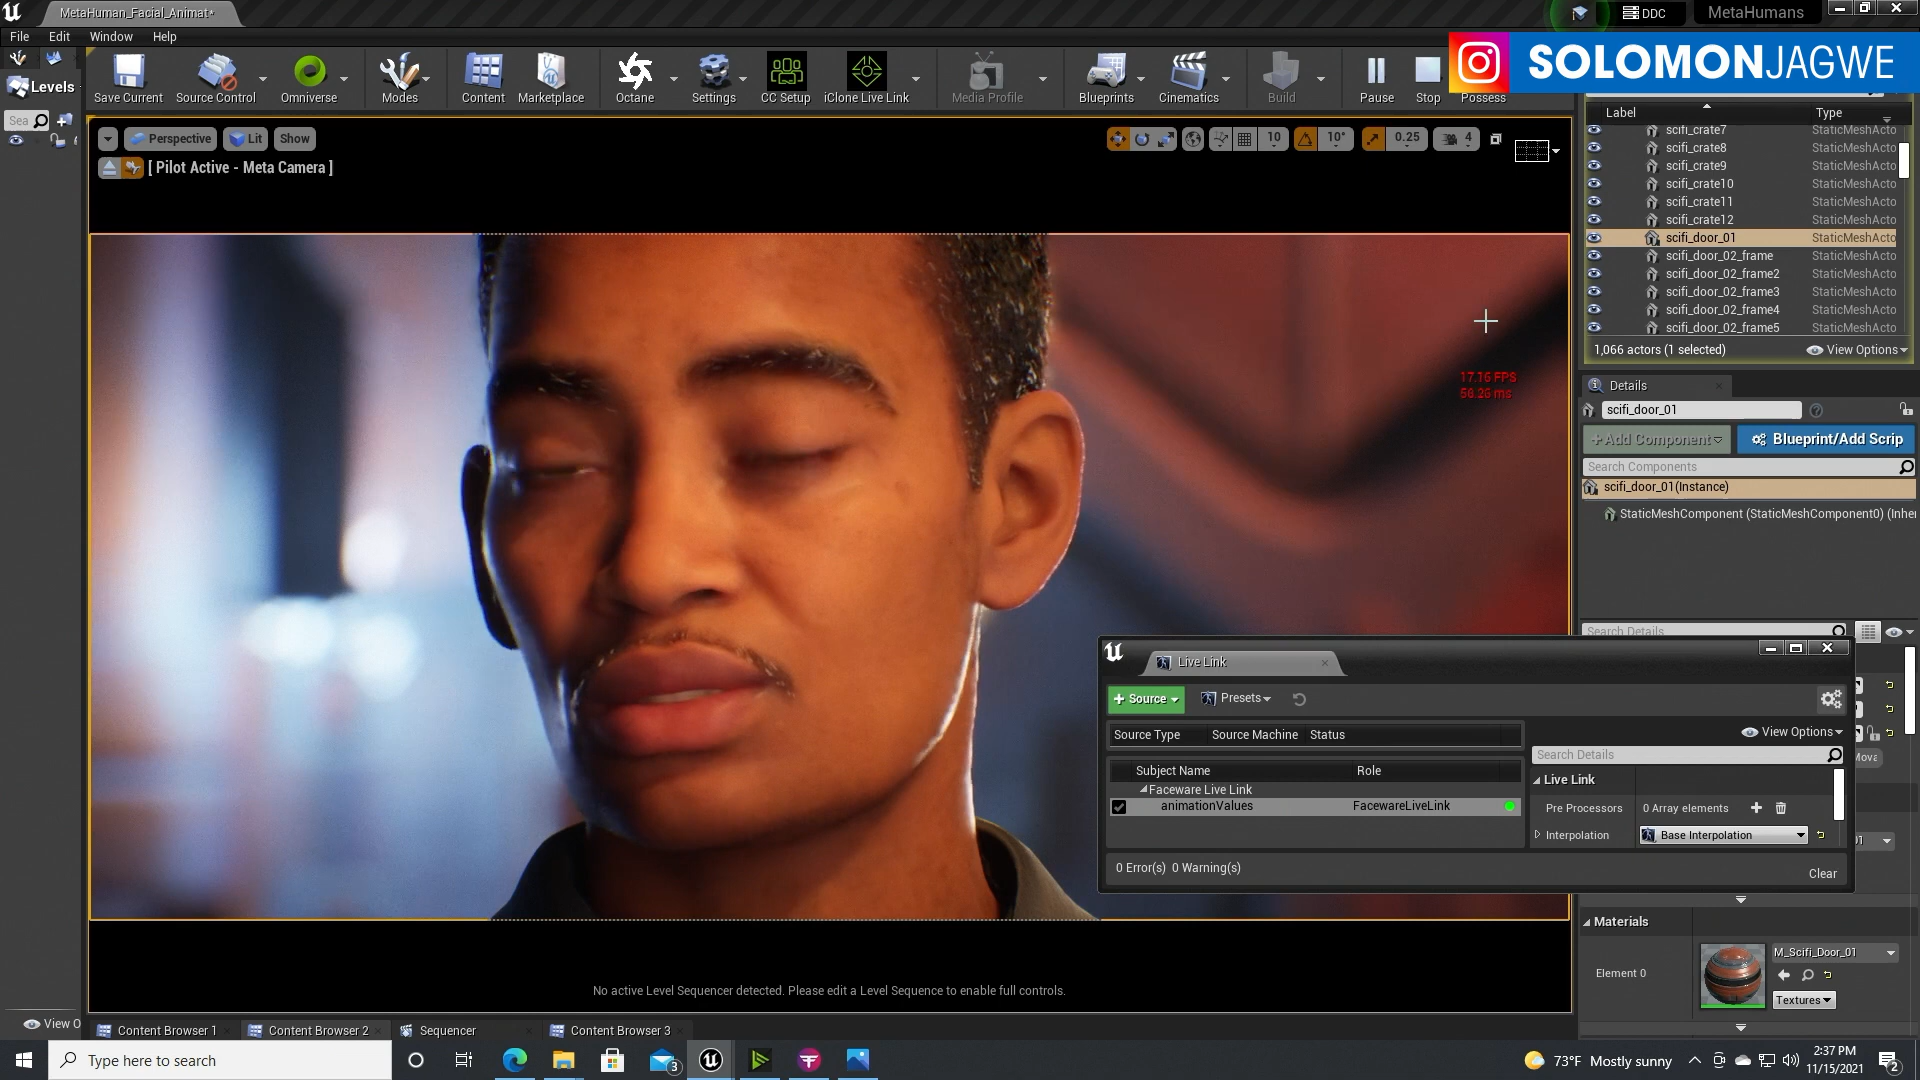 MetaHuman_Facial_Animat*
DDC
MetaHumans
File Edit Window Help
SOLOMONJAGWE
Levels
Save Current
Source Control
Omniverse
Modes
Content
Marketplace
Octane
Settings
CC Setup
iClone Live Link
Media Profile
Blueprints
Cinematics
Build
Pause
Stop
Possess
Sea
Perspective
Lit
Show
10
10°
0.25
4
[ Pilot Active - Meta Camera ]
Label Type
scifi_crate7 StaticMeshActo
scifi_crate8 StaticMeshActo
scifi_crate9 StaticMeshActo
scifi_crate10 StaticMeshActo
scifi_crate11 StaticMeshActo
scifi_crate12 StaticMeshActo
scifi_door_01 StaticMeshActo
scifi_door_02_frame StaticMeshActo
scifi_door_02_frame2 StaticMeshActo
scifi_door_02_frame3 StaticMeshActo
scifi_door_02_frame4 StaticMeshActo
scifi_door_02_frame5 StaticMeshActo
1,066 actors (1 selected)
View Options
17.16 FPS
Details
scifi_door_01
+Add Component
Blueprint/Add Scrip
Search Components
scifi_door_01(Instance)
StaticMeshComponent (StaticMeshComponent0) (Inher
Search Details
Live Link
+ Source
Presets
Source Type Source Machine Status
View Options
Search Details
Subject Name Role
Faceware Live Link
animationValues FacewareLiveLink
Live Link
Pre Processors 0 Array elements
Interpolation Base Interpolation
0 Error(s) 0 Warning(s)
Clear
Mova
Materials
Element 0
M_Scifi_Door_01
Textures
No active Level Sequencer detected. Please edit a Level Sequence to enable full controls.
View O
Content Browser 1
Content Browser 2
Sequencer
Content Browser 3
Type here to search
3
73°F Mostly sunny
2:37 PM
11/15/2021
2